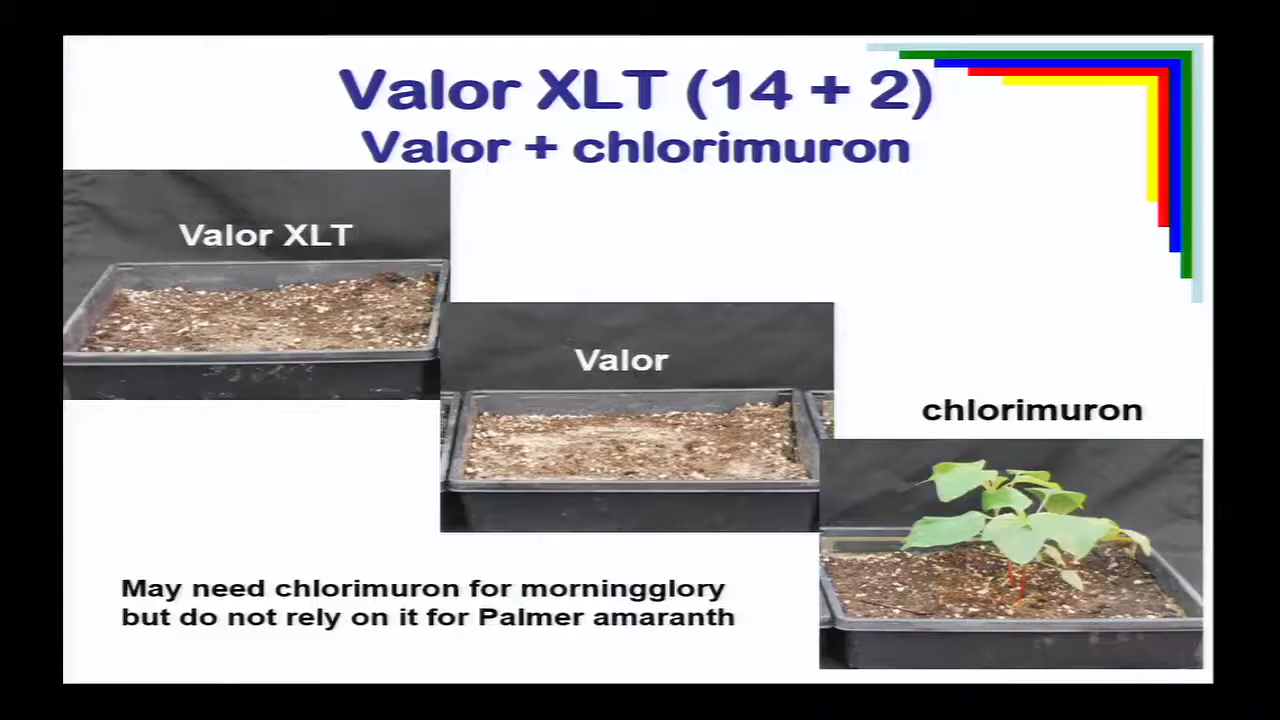 Valor XLT (14 + 2)
Valor + chlorimuron
Valor XLT
Valor
chlorimuron
May need chlorimuron for morningglory
but do not rely on it for Palmer amaranth